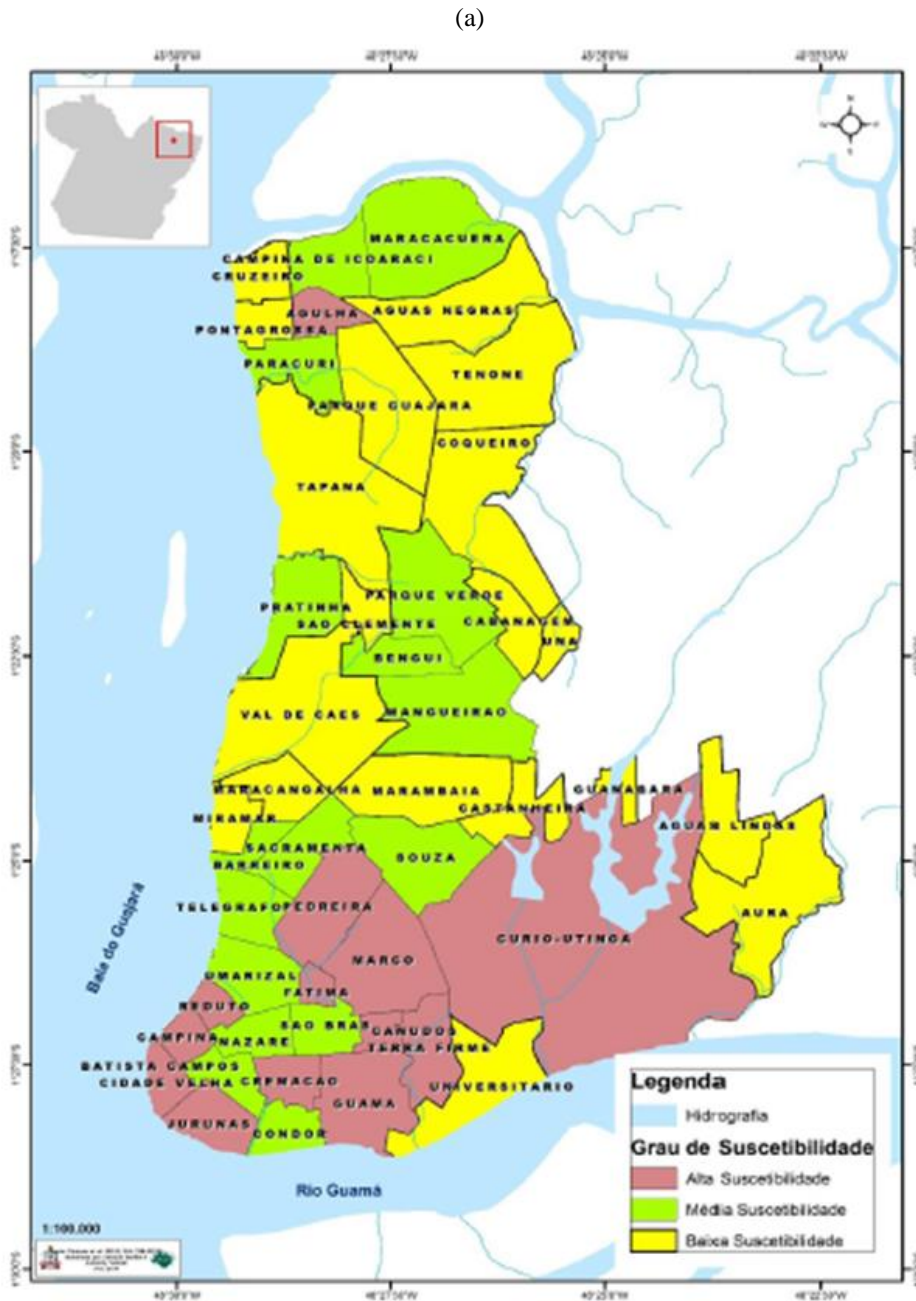 (a)
MARACACUERA
CAMPINA DE ICOARACI
CRUZEIRO
AGULHA
AGUAS NEGRAS
PONTAGROSSA
PARACURI
TENONE
PARQUE GUAJARA
COQUEIRO
TAPANA
PARQUE VERDE
PRATINHA
SAO CLEMENTE
CABANAGEM
UNA
BENGUI
VAL DE CAES
MANGUEIRAO
MARACANGALHA
MARAMBAIA
GUANABARA
CASTANHEIRA
MIRAMAR
AGUAS LINDAS
SACRAMENTA
SOUZA
BARREIRO
TELEGRAFO
PEDREIRA
AURA
CURIO-UTINGA
MARCO
UMARIZAL
FATIMA
REDUTO
SAO BRAS
CANUDOS
CAMPINA
NAZARE
TERRA FIRME
BATISTA CAMPOS
CIDADE VELHA
CREMACAO
UNIVERSITARIO
GUAMA
JURUNAS
CONDOR
Baía do Guajará
Rio Guamá
1:100.000
Legenda
Hidrografia
Grau de Suscetibilidade
Alta Suscetibilidade
Média Suscetibilidade
Baixa Suscetibilidade